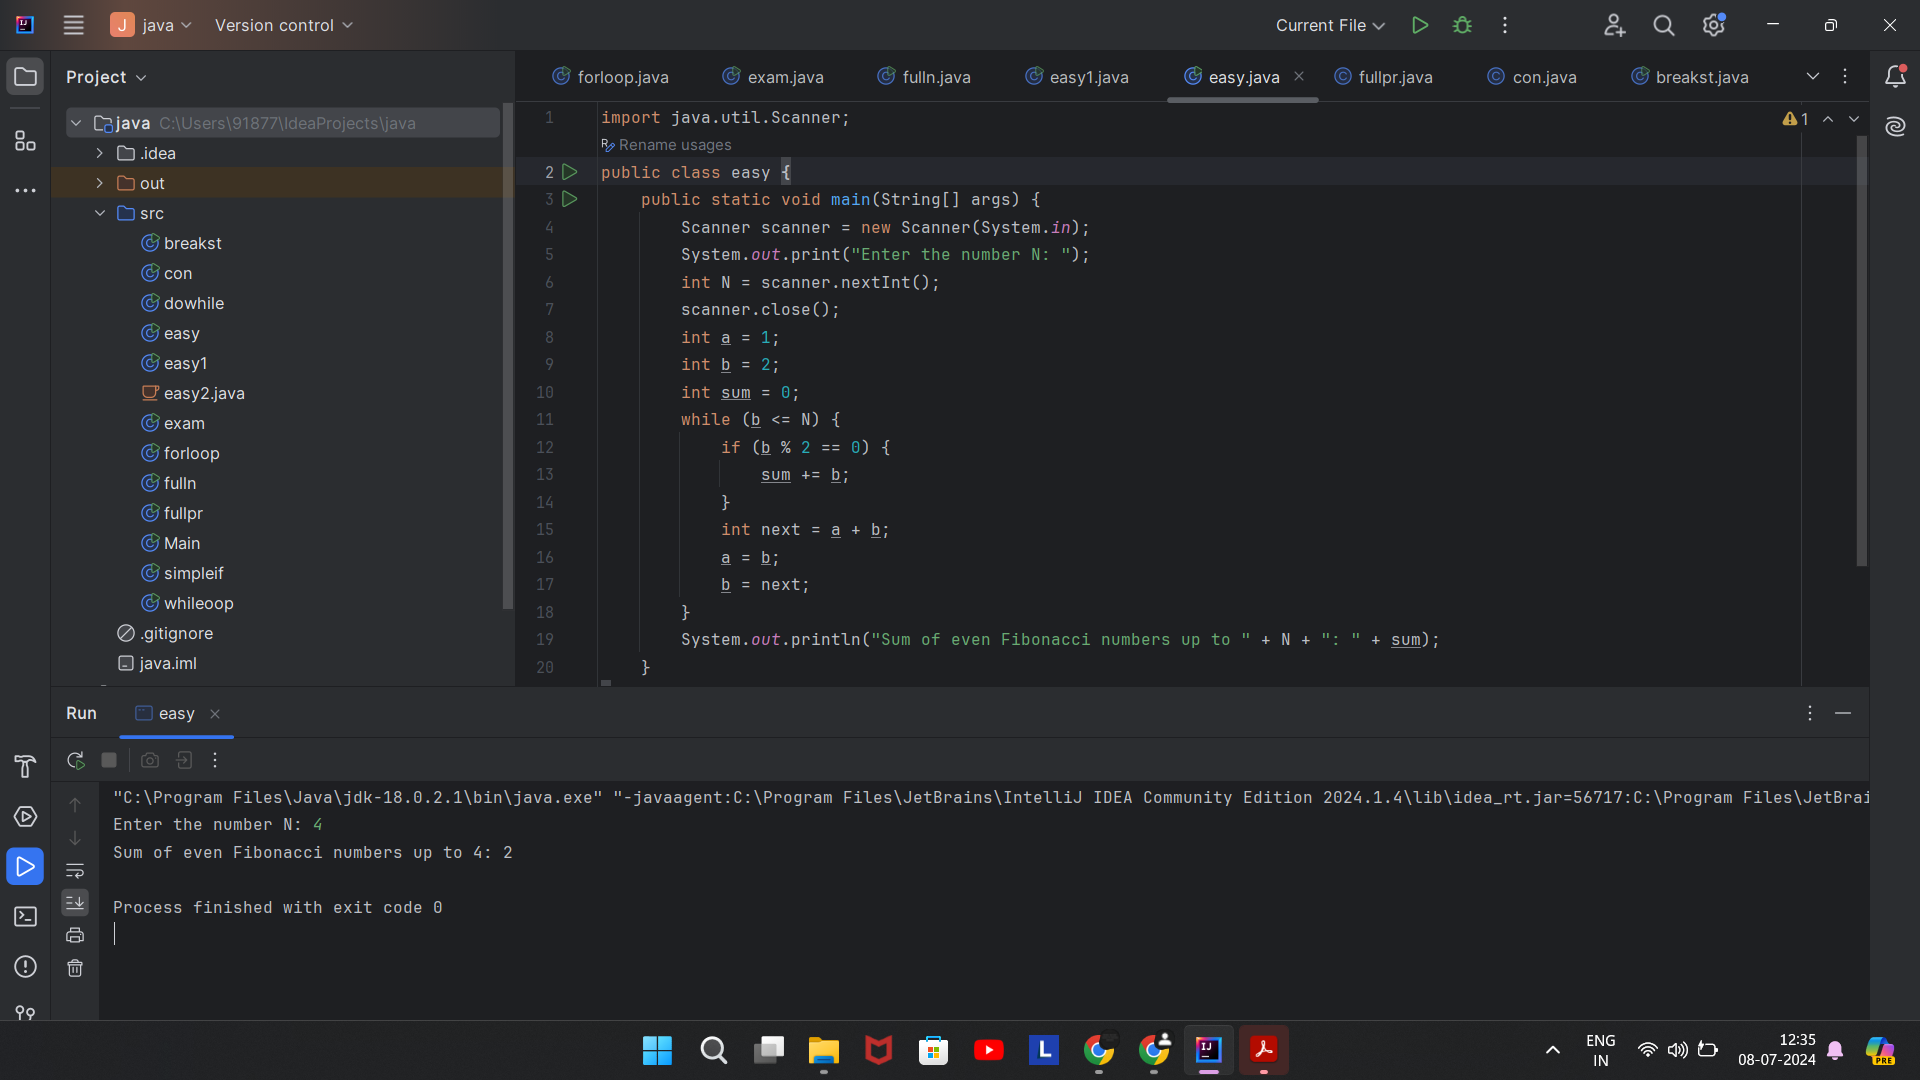 J java Version control Current File
Project
java C:\Users\91877\IdeaProjects\java
.idea
out
src
breakst
con
dowhile
easy
easy1
easy2.java
exam
forloop
fulln
fullpr
Main
simpleif
whileoop
.gitignore
java.iml
forloop.java exam.java fulln.java easy1.java easy.java fullpr.java con.java breakst.java
1 import java.util.Scanner;
Rename usages
2 public class easy {
3 public static void main(String[] args) {
4 Scanner scanner = new Scanner(System.in);
5 System.out.print("Enter the number N: ");
6 int N = scanner.nextInt();
7 scanner.close();
8 int a = 1;
9 int b = 2;
10 int sum = 0;
11 while (b <= N) {
12 if (b % 2 == 0) {
13 sum += b;
14 }
15 int next = a + b;
16 a = b;
17 b = next;
18 }
19 System.out.println("Sum of even Fibonacci numbers up to " + N + ": " + sum);
20 }
1
Run easy
"C:\Program Files\Java\jdk-18.0.2.1\bin\java.exe" "-javaagent:C:\Program Files\JetBrains\IntelliJ IDEA Community Edition 2024.1.4\lib\idea_rt.jar=56717:C:\Program Files\JetBrai
Enter the number N: 4
Sum of even Fibonacci numbers up to 4: 2
Process finished with exit code 0
L
IJ
ENG
IN
12:35
08-07-2024
PRE